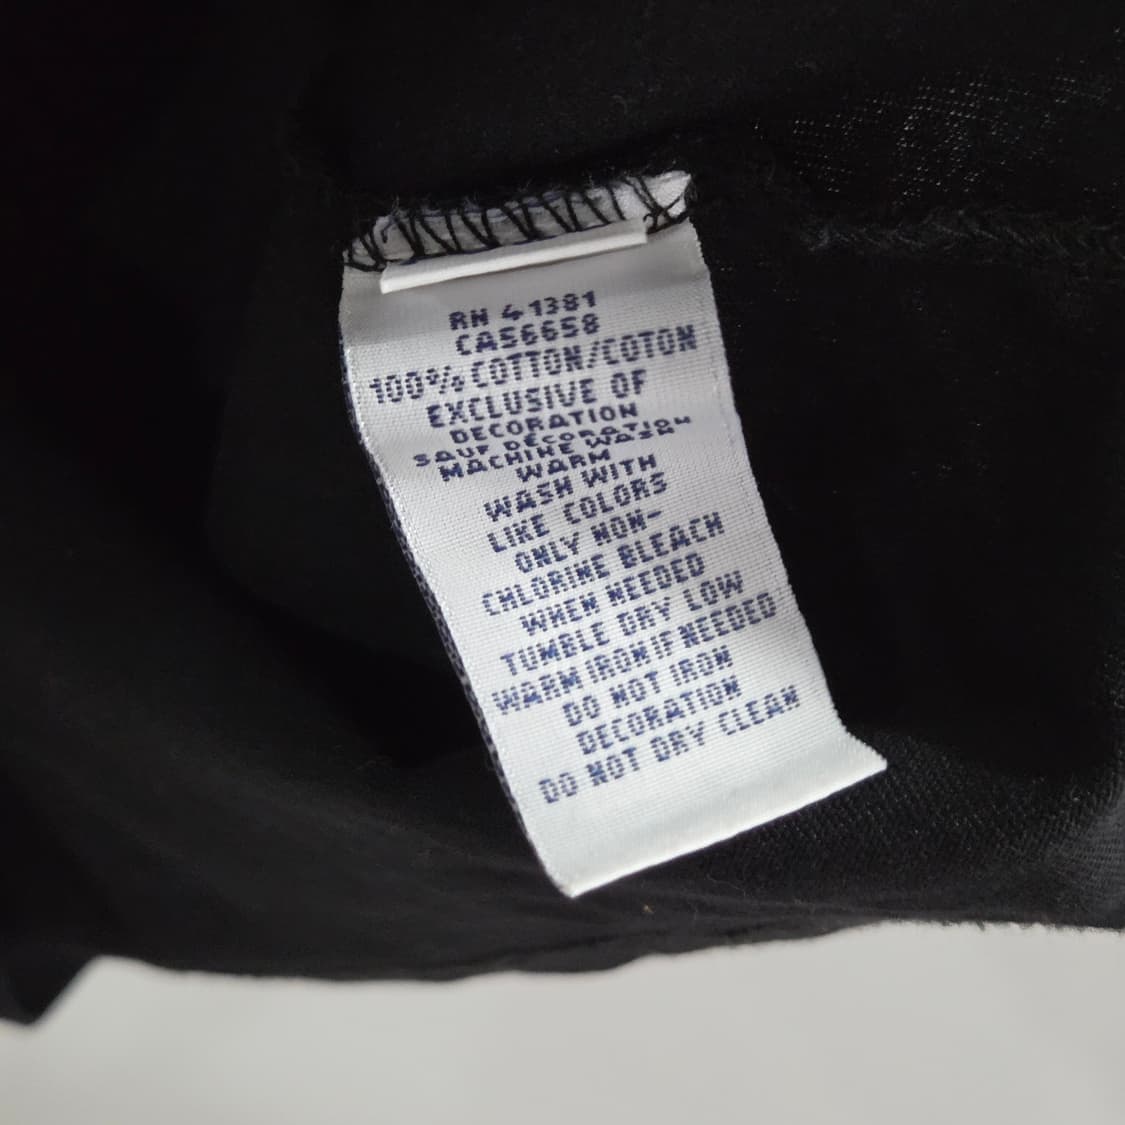 RN 41381
CA56658
100% COTTON/COTON
EXCLUSIVE OF
DECORATION
SAUF DÉCORATION
MACHINE WASH
WARM
WASH WITH
LIKE COLORS
ONLY NON-
CHLORINE BLEACH
WHEN NEEDED
TUMBLE DRY LOW
WARM IRON IF NEEDED
DO NOT IRON
DECORATION
DO NOT DRY CLEAN